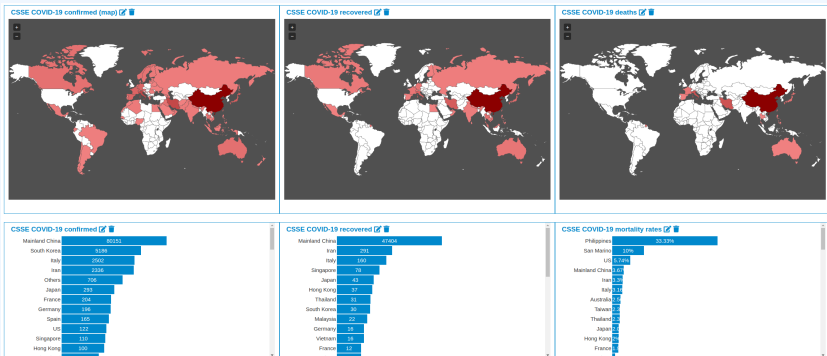 CSSE COVID-19 confirmed (map)
CSSE COVID-19 recovered
CSSE COVID-19 deaths
CSSE COVID-19 confirmed
Mainland China 80151
South Korea 5186
Italy 2502
Iran 2336
Others 706
Japan 293
France 204
Germany 196
Spain 165
US 122
Singapore 110
Hong Kong 100
CSSE COVID-19 recovered
Mainland China 47404
Iran 291
Italy 160
Singapore 78
Japan 43
Hong Kong 37
Thailand 31
South Korea 30
Malaysia 22
Germany 16
Vietnam 16
France 12
CSSE COVID-19 mortality rates
Philippines 33.33%
San Marino 10%
US 5.74%
Mainland China
Iran
Italy
Australia
Taiwan
Thailand
Japan
Hong Kong
France